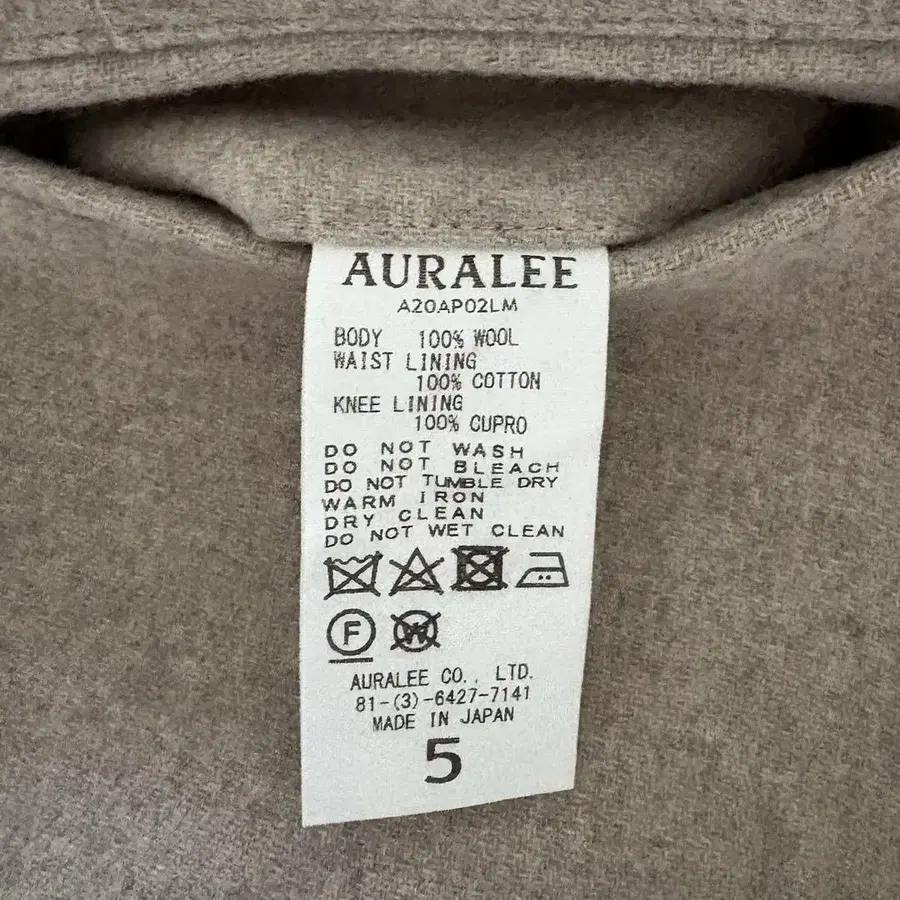 AURALEE
A20AP02LM
BODY 100% WOOL
WAIST LINING
100% COTTON
KNEE LINING
100% CUPRO
DO NOT WASH
DO NOT BLEACH
DO NOT TUMBLE DRY
WARM IRON
DRY CLEAN
DO NOT WET CLEAN
F W
AURALEE CO., LTD.
81-(3)-6427-7141
MADE IN JAPAN
5